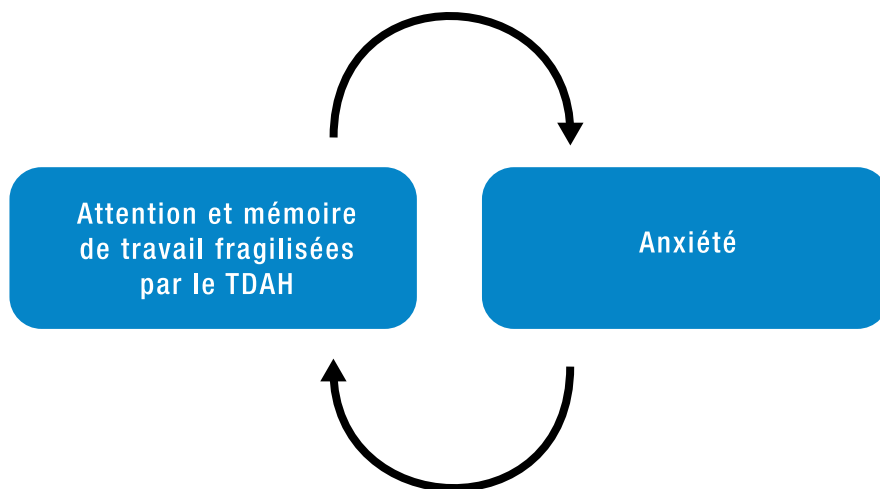 Attention et mémoire
de travail fragilisées
par le TDAH
Anxiété